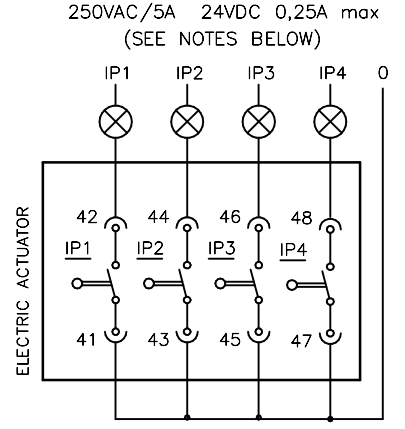 250VAC/5A 24VDC 0,25A max
(SEE NOTES BELOW)
IP1 IP2 IP3 IP4 0
42 44 46 48
IP1 IP2 IP3 IP4
41 43 45 47
ELECTRIC ACTUATOR